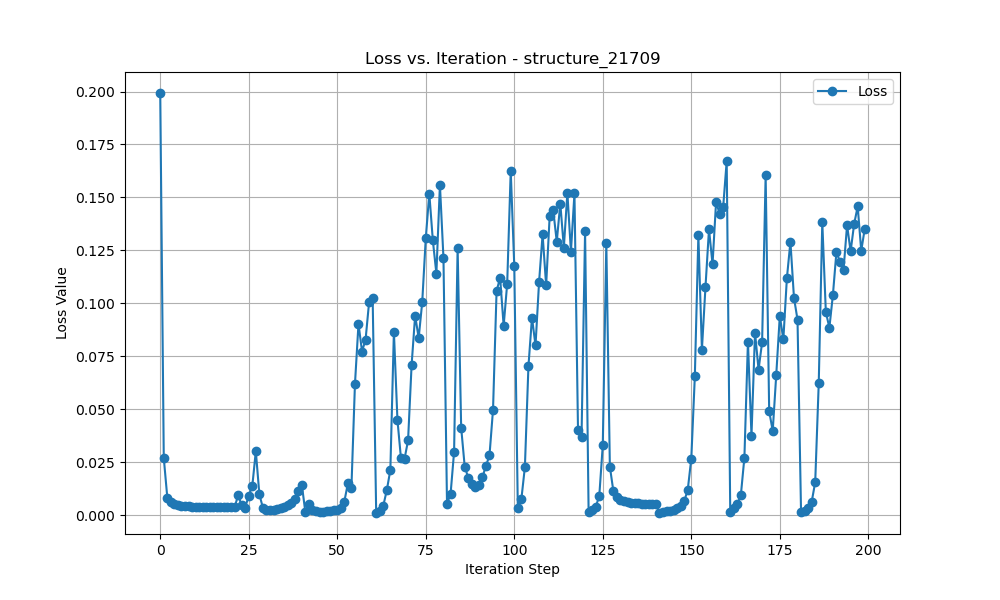 Loss vs. Iteration - structure_21709
Loss
Loss Value
0.200
0.175
0.150
0.125
0.100
0.075
0.050
0.025
0.000
0 25 50 75 100 125 150 175 200
Iteration Step